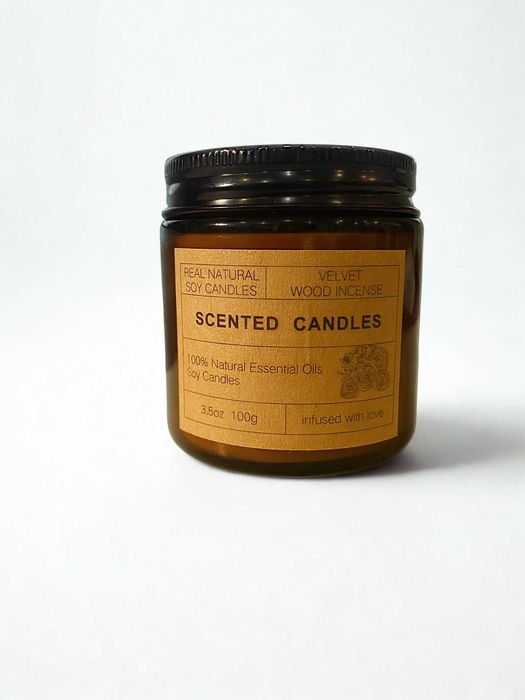 REAL NATURAL
SOY CANDLES
VELVET
WOOD INCENSE
SCENTED CANDLES
100% Natural Essential Oils
Soy Candles
3.5oz 100g
infused with love